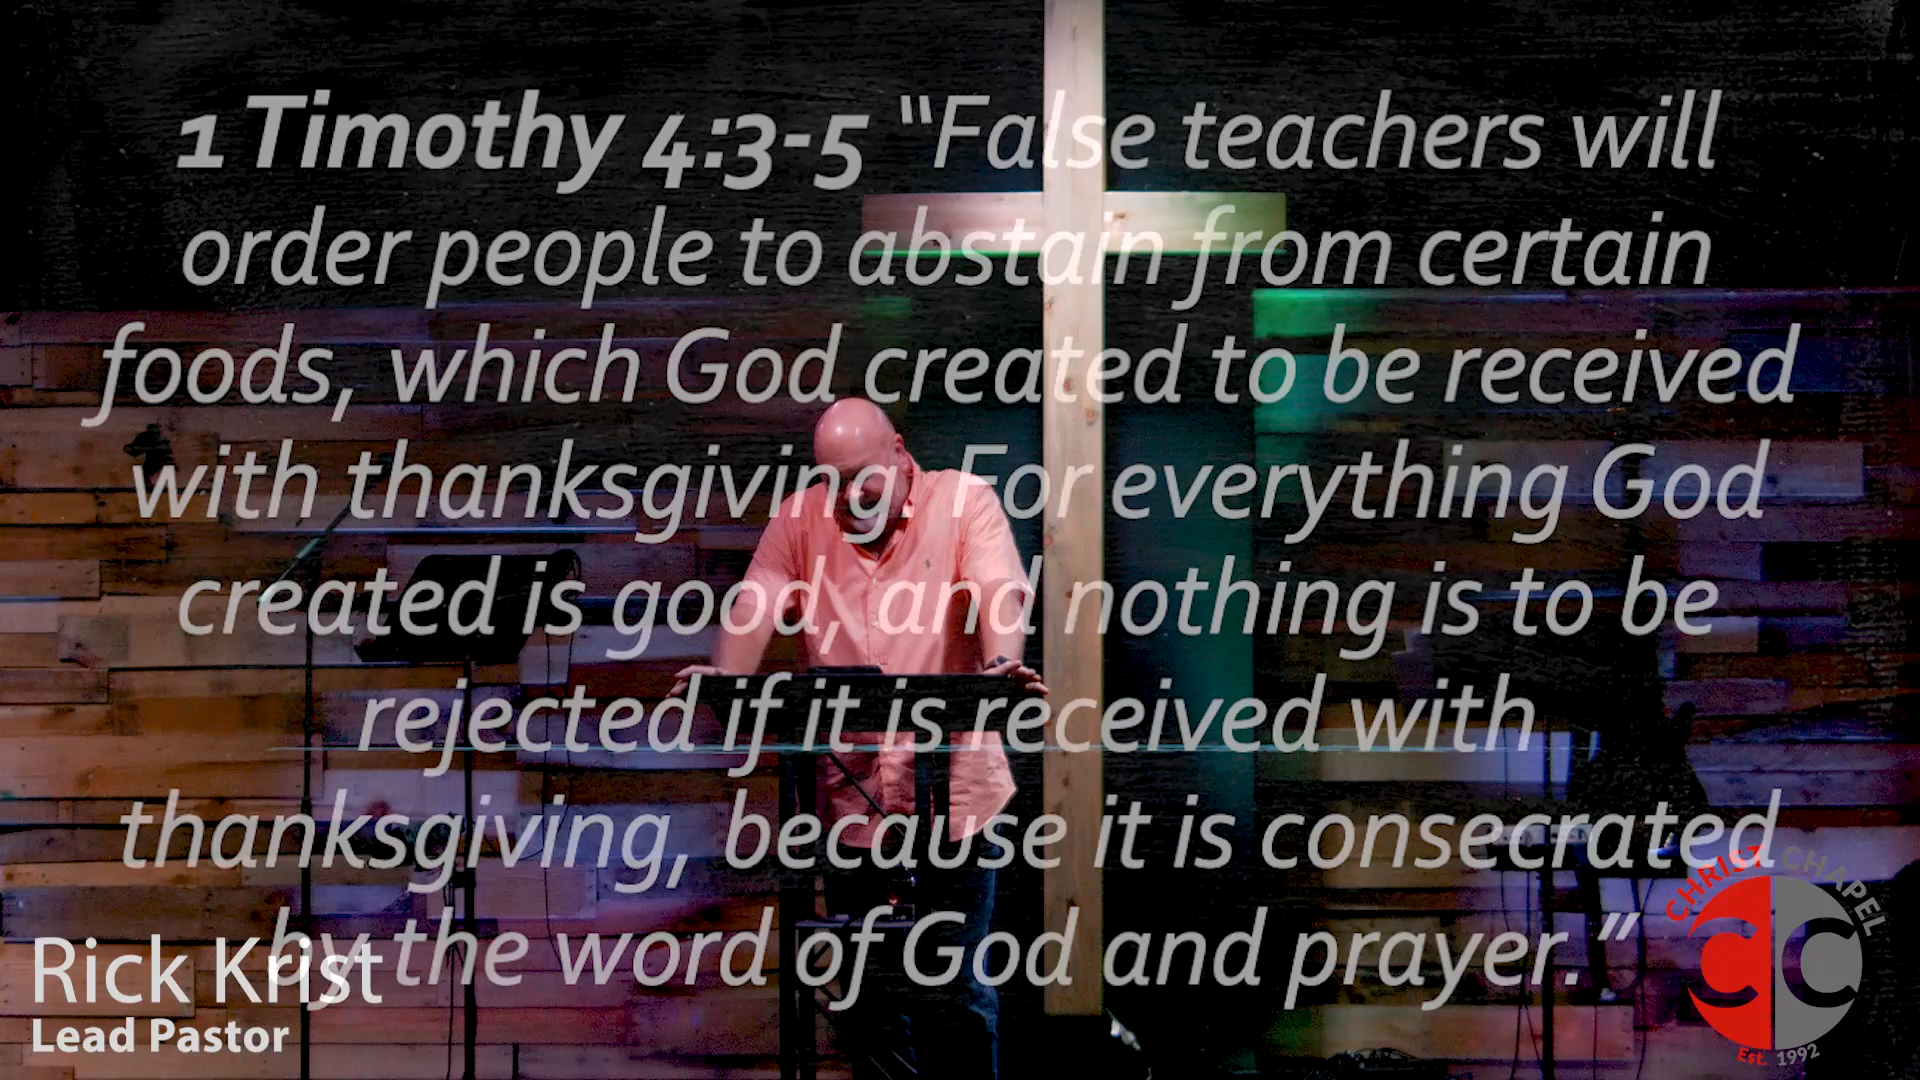 1 Timothy 4:3-5 “False teachers will
order people to abstain from certain
foods, which God created to be received
with thanksgiving. For everything God
created is good, and nothing is to be
rejected if it is received with
thanksgiving, because it is consecrated
by the word of God and prayer.”
Rick Krist
Lead Pastor
CHRIST CHAPEL
CC
Est. 1992